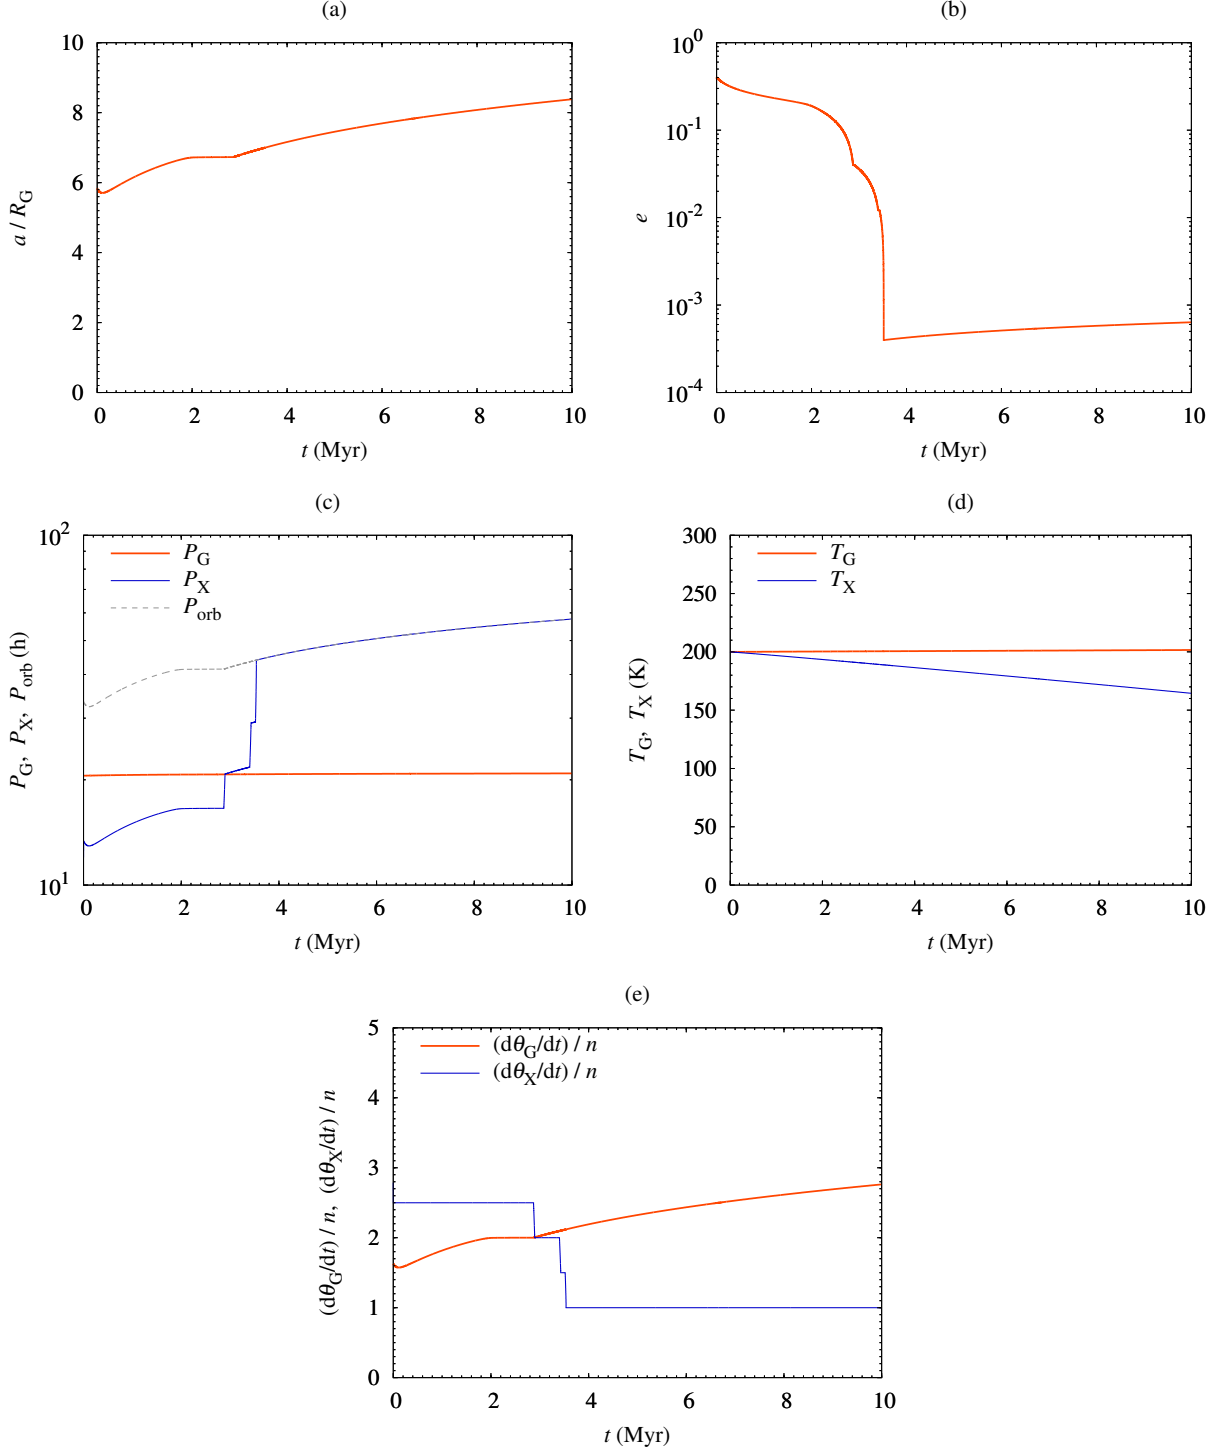 (a)
10
8
6
4
2
0
a / R_G
0 2 4 6 8 10
t (Myr)
(b)
10^0
10^-1
10^-2
10^-3
10^-4
e
0 2 4 6 8 10
t (Myr)
(c)
10^2
10^1
P_G
P_X
P_orb
P_G, P_X, P_orb (h)
0 2 4 6 8 10
t (Myr)
(d)
300
250
200
150
100
50
0
T_G
T_X
T_G, T_X (K)
0 2 4 6 8 10
t (Myr)
(e)
5
4
3
2
1
0
(dθ_G/dt) / n
(dθ_X/dt) / n
(dθ_G/dt) / n, (dθ_X/dt) / n
0 2 4 6 8 10
t (Myr)